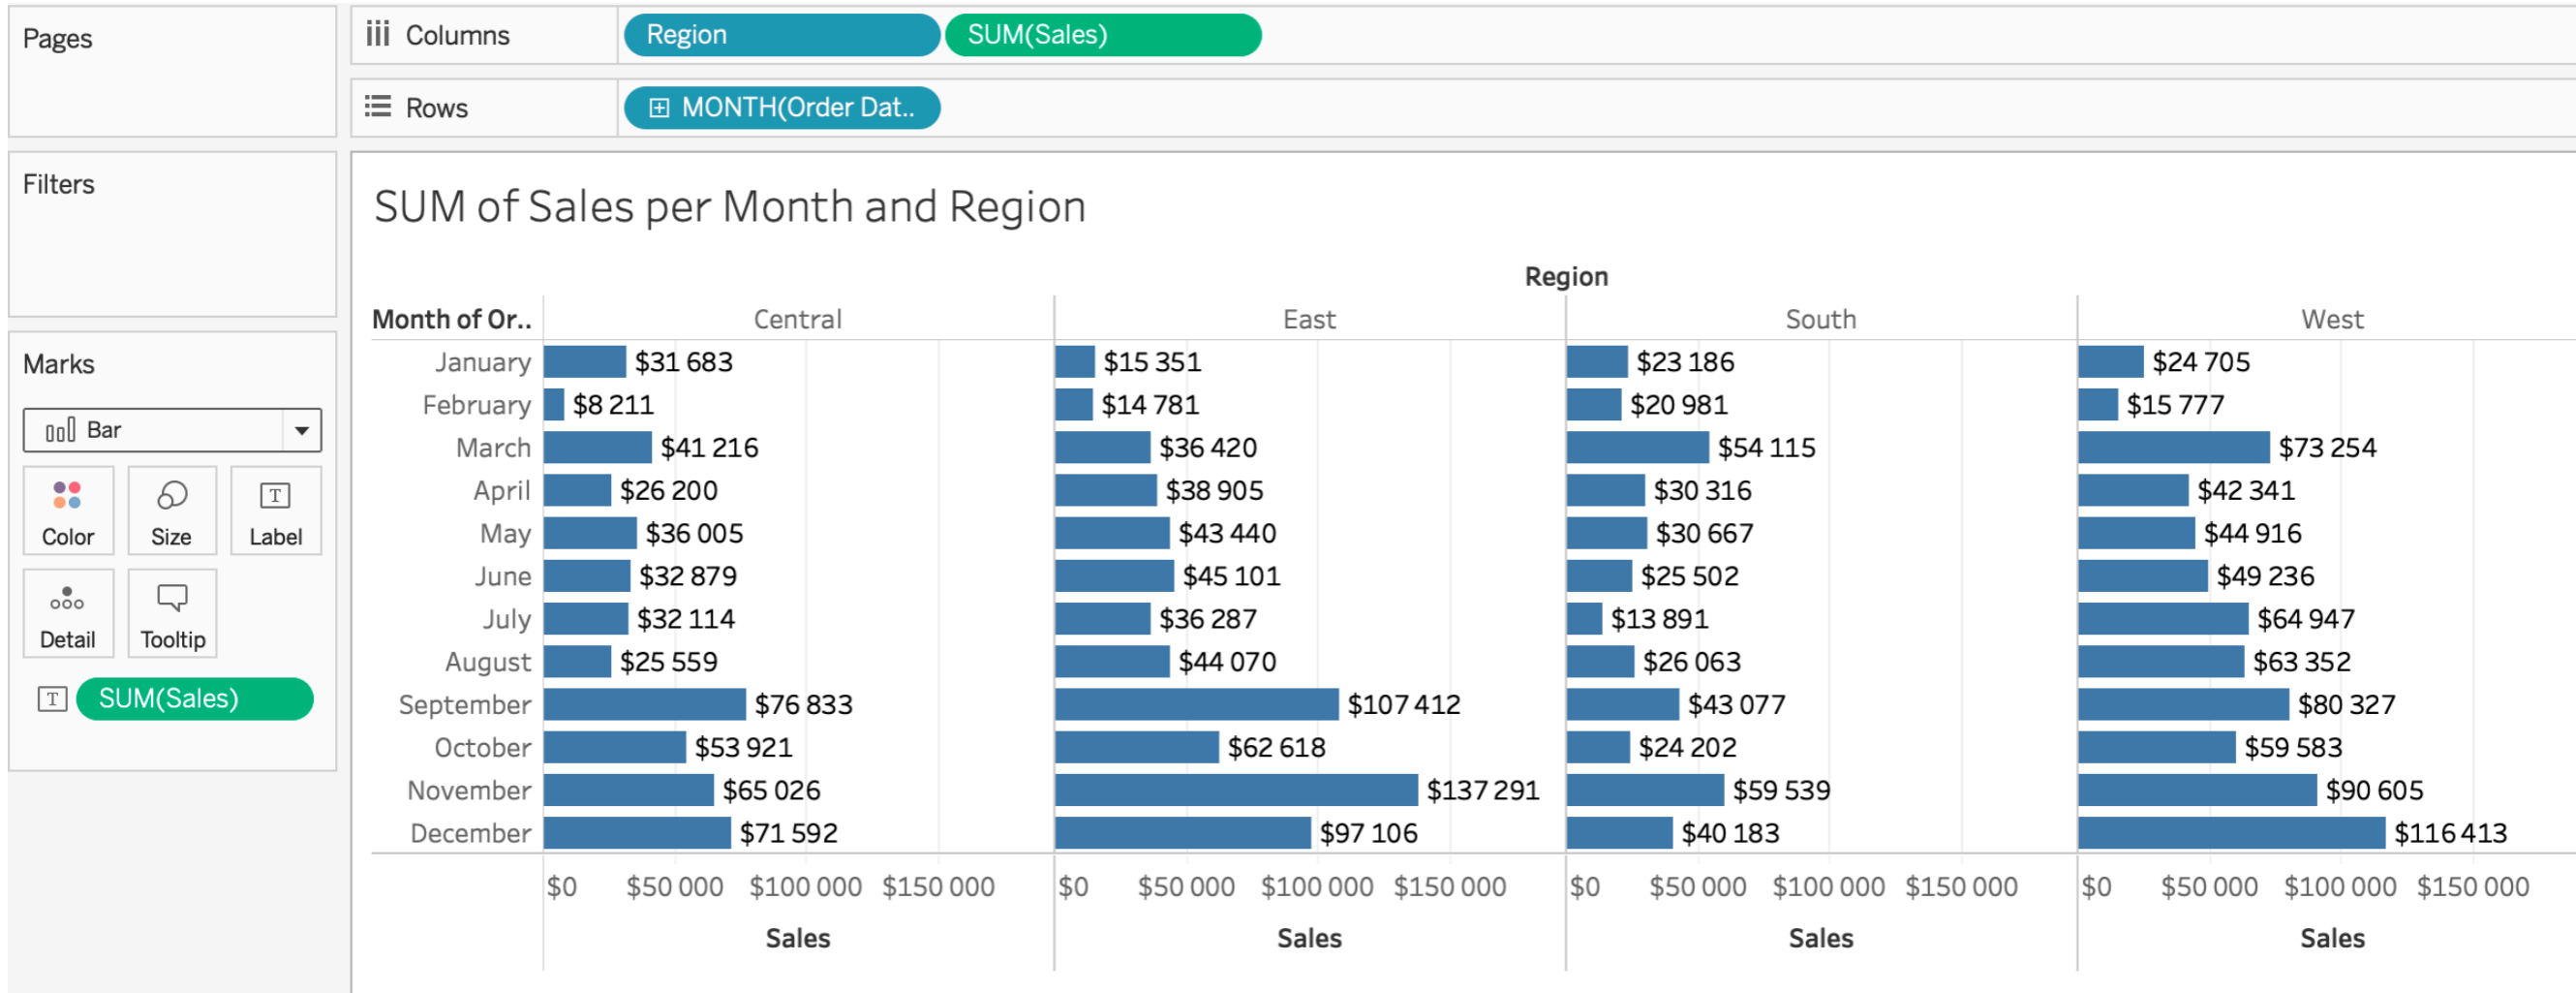 Pages
Columns Region SUM(Sales)
Rows MONTH(Order Dat..
Filters
SUM of Sales per Month and Region
Marks
Bar
Color Size Label
Detail Tooltip
T SUM(Sales)
Region
Month of Or.. Central East South West
January $31 683 $15 351 $23 186 $24 705
February $8 211 $14 781 $20 981 $15 777
March $41 216 $36 420 $54 115 $73 254
April $26 200 $38 905 $30 316 $42 341
May $36 005 $43 440 $30 667 $44 916
June $32 879 $45 101 $25 502 $49 236
July $32 114 $36 287 $13 891 $64 947
August $25 559 $44 070 $26 063 $63 352
September $76 833 $107 412 $43 077 $80 327
October $53 921 $62 618 $24 202 $59 583
November $65 026 $137 291 $59 539 $90 605
December $71 592 $97 106 $40 183 $116 413
$0 $50 000 $100 000 $150 000 $0 $50 000 $100 000 $150 000 $0 $50 000 $100 000 $150 000 $0 $50 000 $100 000 $150 000
Sales Sales Sales Sales